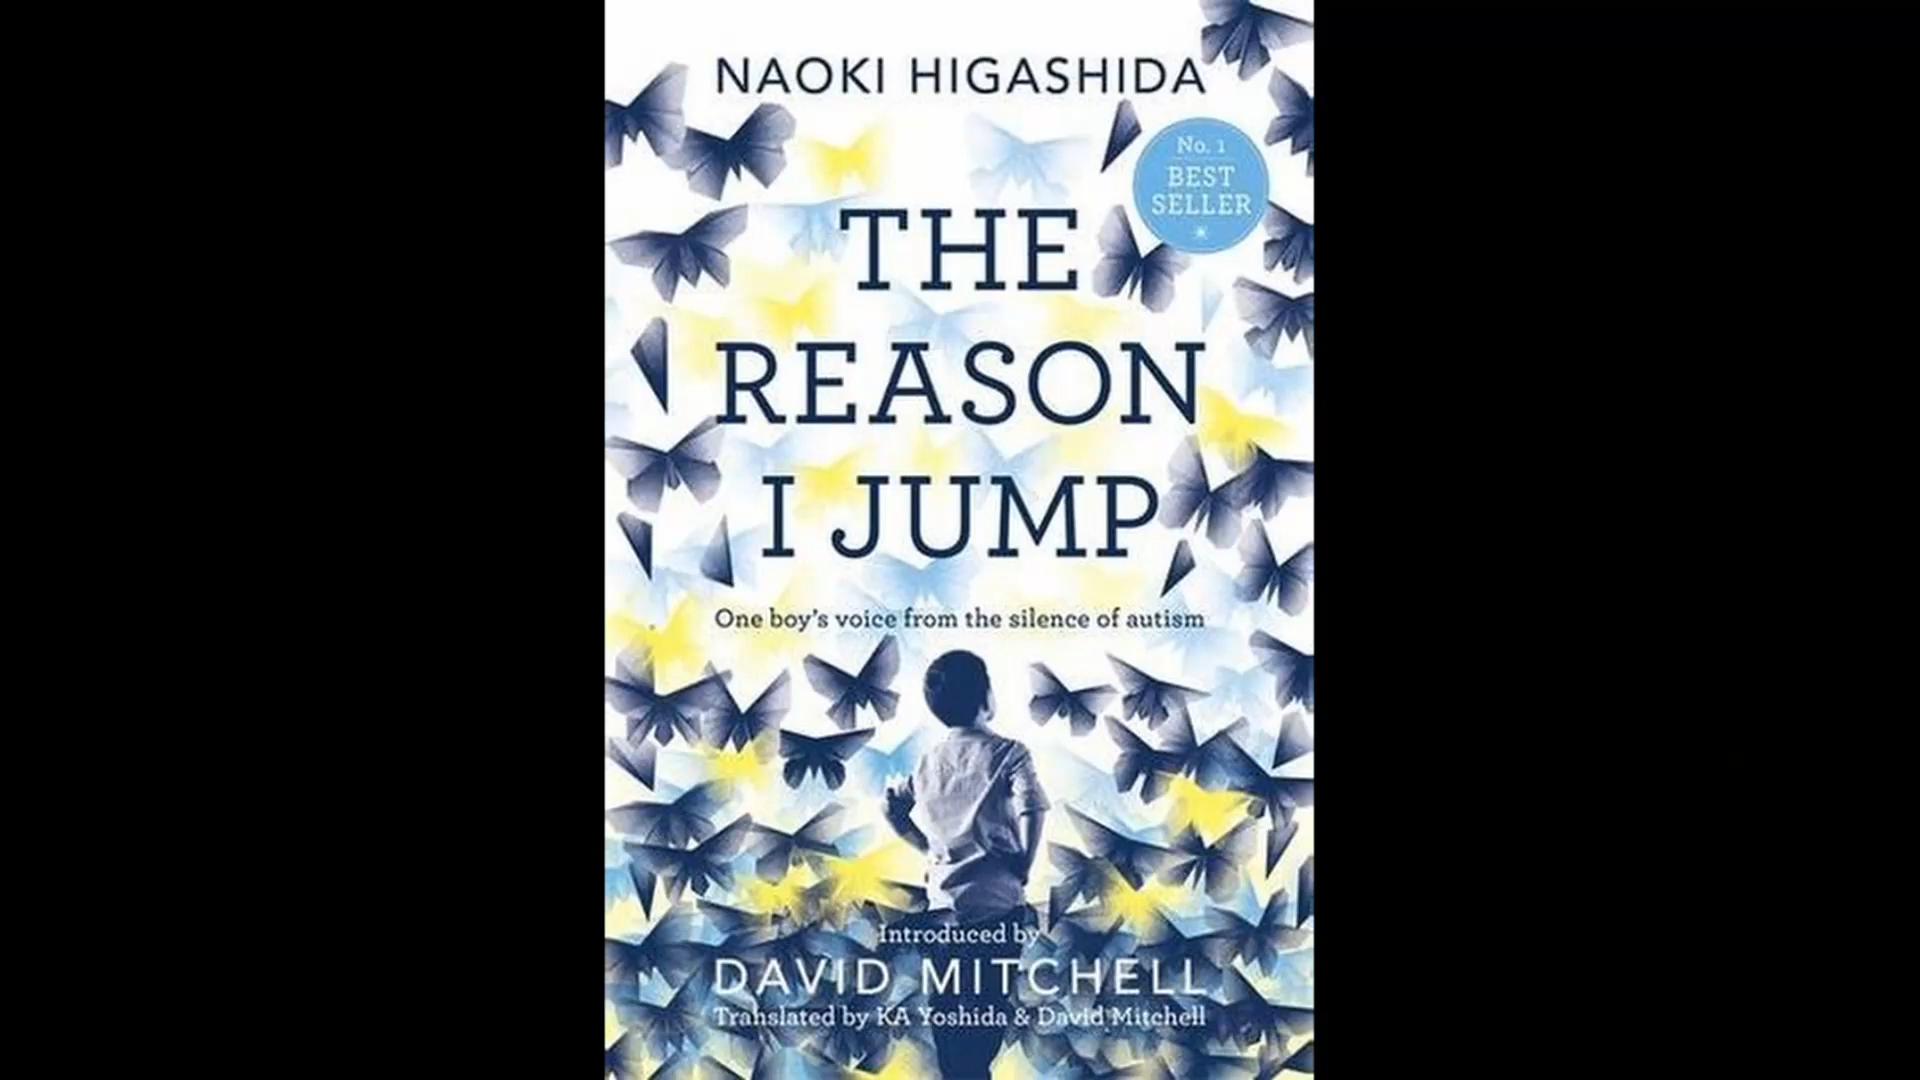 NAOKI HIGASHIDA
No. 1
BEST
SELLER
THE
REASON
I JUMP
One boy's voice from the silence of autism
Introduced by
DAVID MITCHELL
Translated by KA Yoshida & David Mitchell